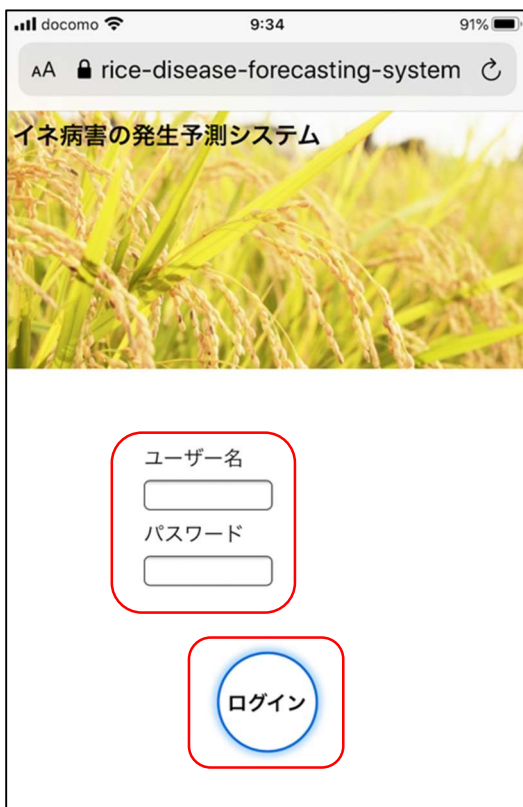 docomo 9:34 91%
AA rice-disease-forecasting-system
イネ病害の発生予測システム
ユーザー名
パスワード
ログイン